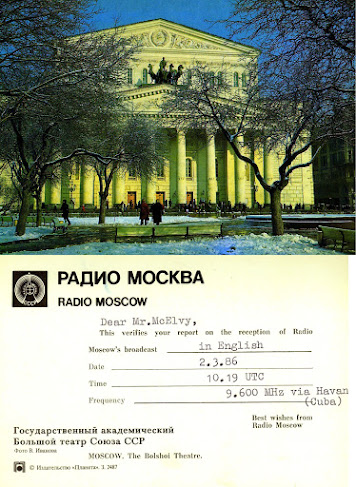 РАДИО МОСКВА
RADIO MOSCOW
Dear Mr.McElvy,
This verifies your report on the reception of Radio
Moscow's broadcast in English
Date 2.3.86
Time 10.19 UTC
Frequency 9.600 MHz via Havan
(Cuba)
Best wishes from
Radio Moscow
Государственный академический
Большой театр Союза ССР
Фото В. Иванова
MOSCOW. The Bolshoi Theatre.
© Издательство «Планета». З. 3487